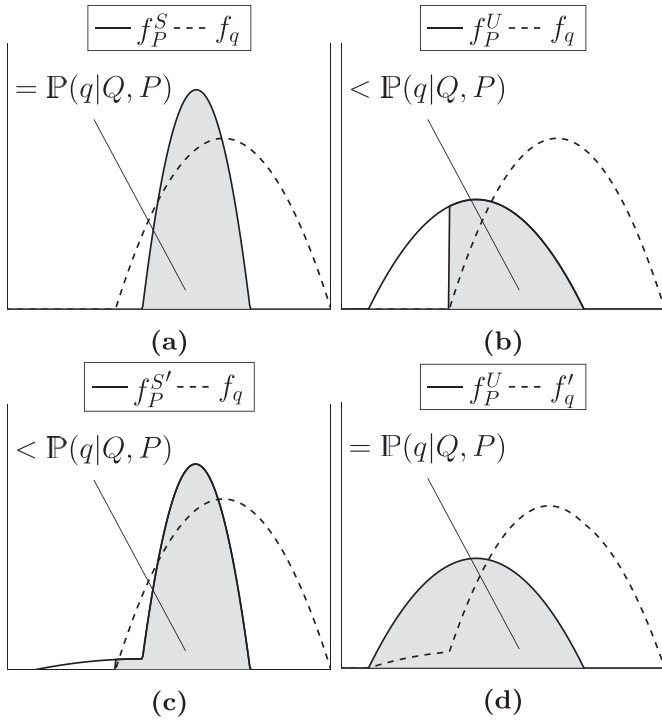 f_P^S f_q
= ℙ(q|Q, P)
(a)
f_P^U f_q
< ℙ(q|Q, P)
(b)
f_P^{S'} f_q
< ℙ(q|Q, P)
(c)
f_P^U f_q'
= ℙ(q|Q, P)
(d)